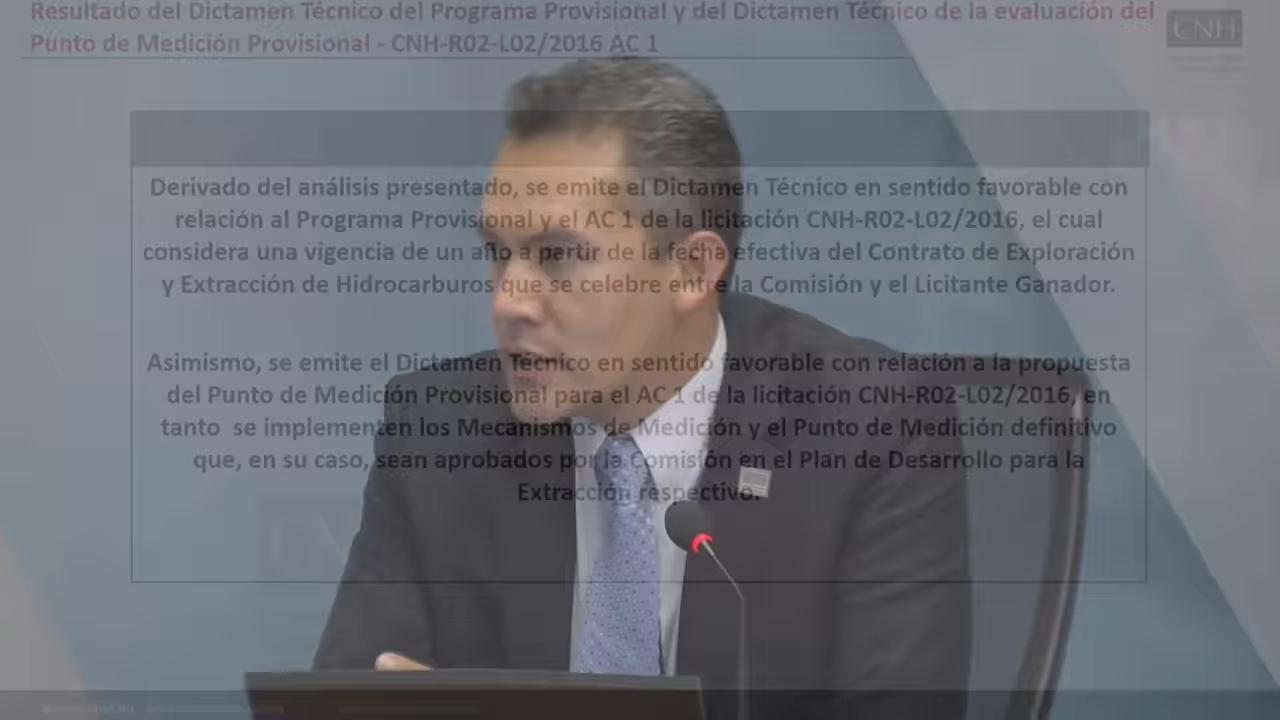 Resultado del Dictamen Técnico del Programa Provisional y del Dictamen Técnico de la evaluación del
Punto de Medición Provisional - CNH-R02-L02/2016 AC 1
CNH
Derivado del análisis presentado, se emite el Dictamen Técnico en sentido favorable con
relación al Programa Provisional y el AC 1 de la licitación CNH-R02-L02/2016, el cual
considera una vigencia de un año a partir de la fecha efectiva del Contrato de Exploración
y Extracción de Hidrocarburos que se celebre entre la Comisión y el Licitante Ganador.
Asimismo, se emite el Dictamen Técnico en sentido favorable con relación a la propuesta
del Punto de Medición Provisional para el AC 1 de la licitación CNH-R02-L02/2016, en
tanto se implementen los Mecanismos de Medición y el Punto de Medición definitivo
que, en su caso, sean aprobados por la Comisión en el Plan de Desarrollo para la
Extracción respectivo.